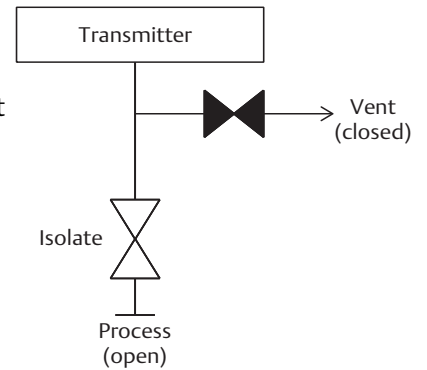 Transmitter
t
Vent
(closed)
Isolate
Process
(open)